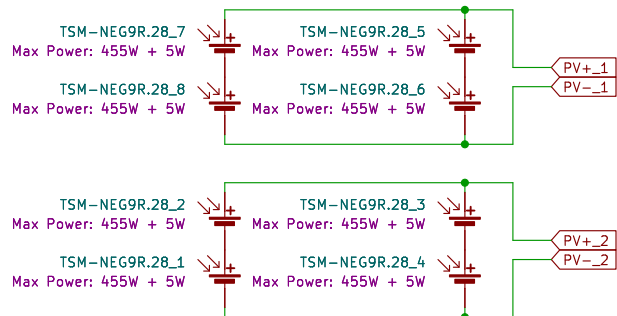 TSM-NEG9R.28_7
Max Power: 455W + 5W
TSM-NEG9R.28_5
Max Power: 455W + 5W
PV+_1
PV-_1
TSM-NEG9R.28_8
Max Power: 455W + 5W
TSM-NEG9R.28_6
Max Power: 455W + 5W
TSM-NEG9R.28_2
Max Power: 455W + 5W
TSM-NEG9R.28_3
Max Power: 455W + 5W
PV+_2
PV-_2
TSM-NEG9R.28_1
Max Power: 455W + 5W
TSM-NEG9R.28_4
Max Power: 455W + 5W